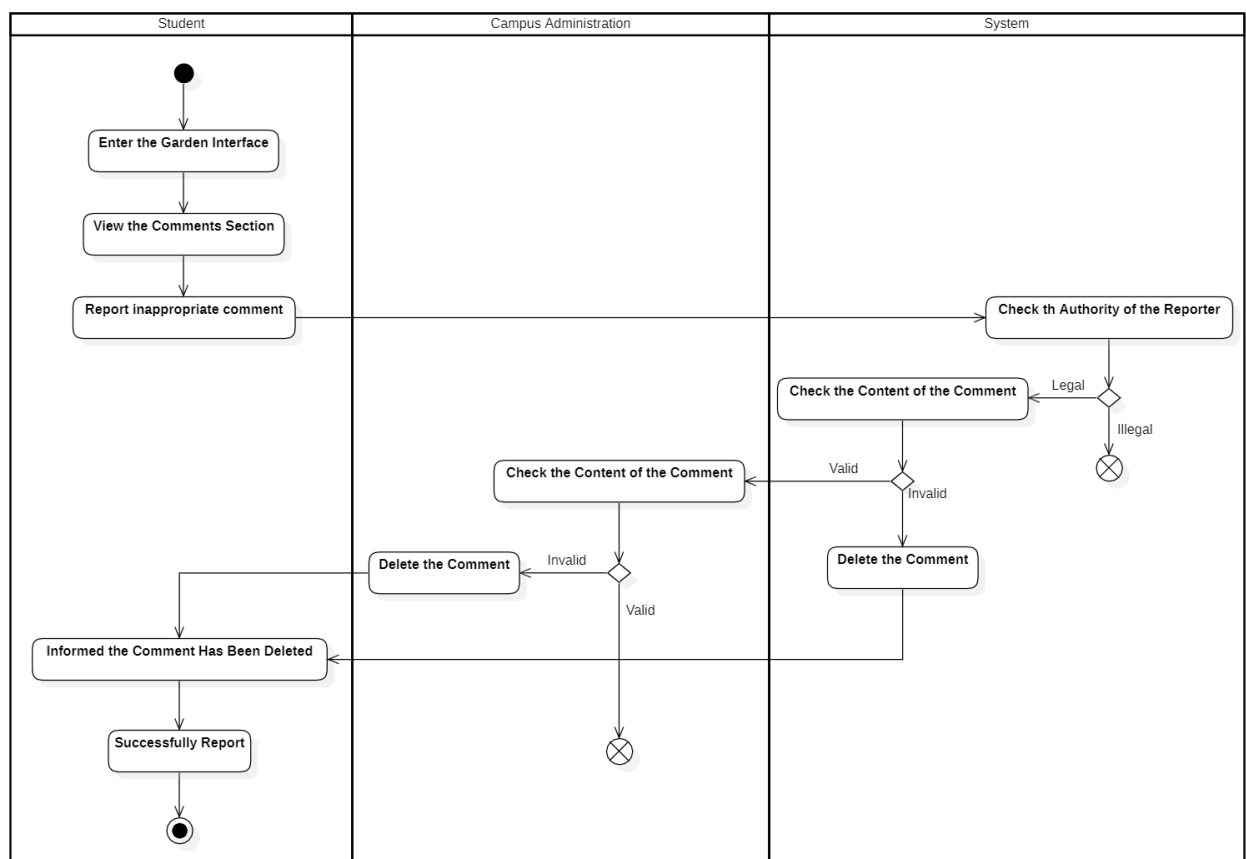 Student
Campus Administration
System
Enter the Garden Interface
View the Comments Section
Report inappropriate comment
Check th Authority of the Reporter
Legal
Check the Content of the Comment
Illegal
Valid
Check the Content of the Comment
Invalid
Invalid
Delete the Comment
Delete the Comment
Valid
Informed the Comment Has Been Deleted
Successfully Report